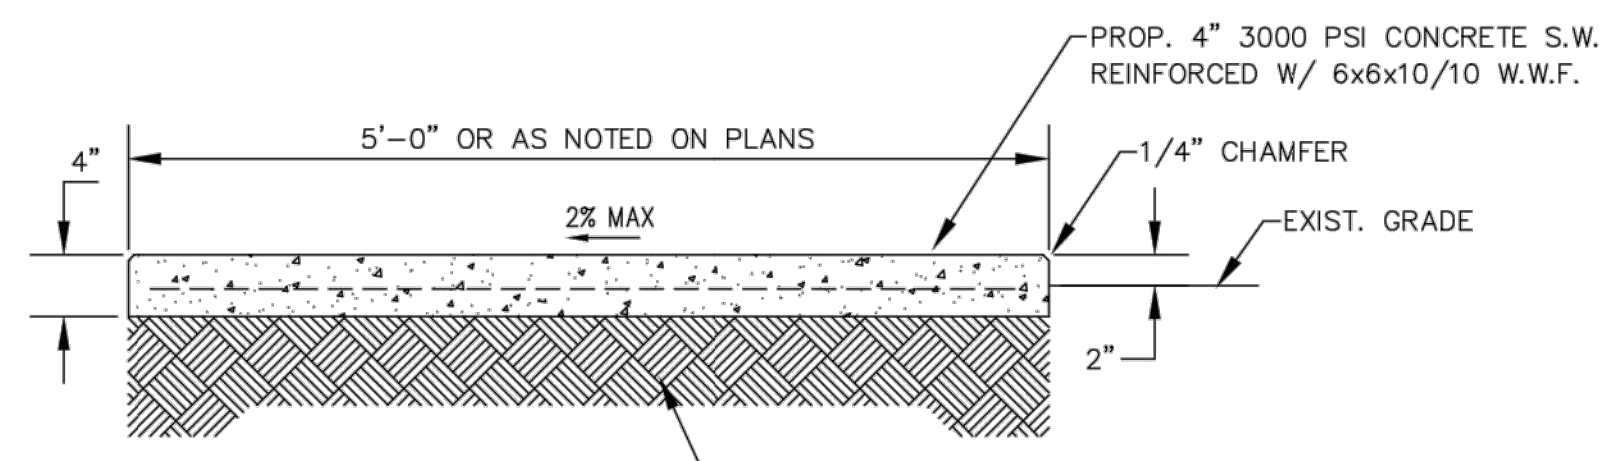 PROP. 4" 3000 PSI CONCRETE S.W.
REINFORCED W/ 6x6x10/10 W.W.F.
5'-0" OR AS NOTED ON PLANS
4"
1/4" CHAMFER
2% MAX
EXIST. GRADE
2"